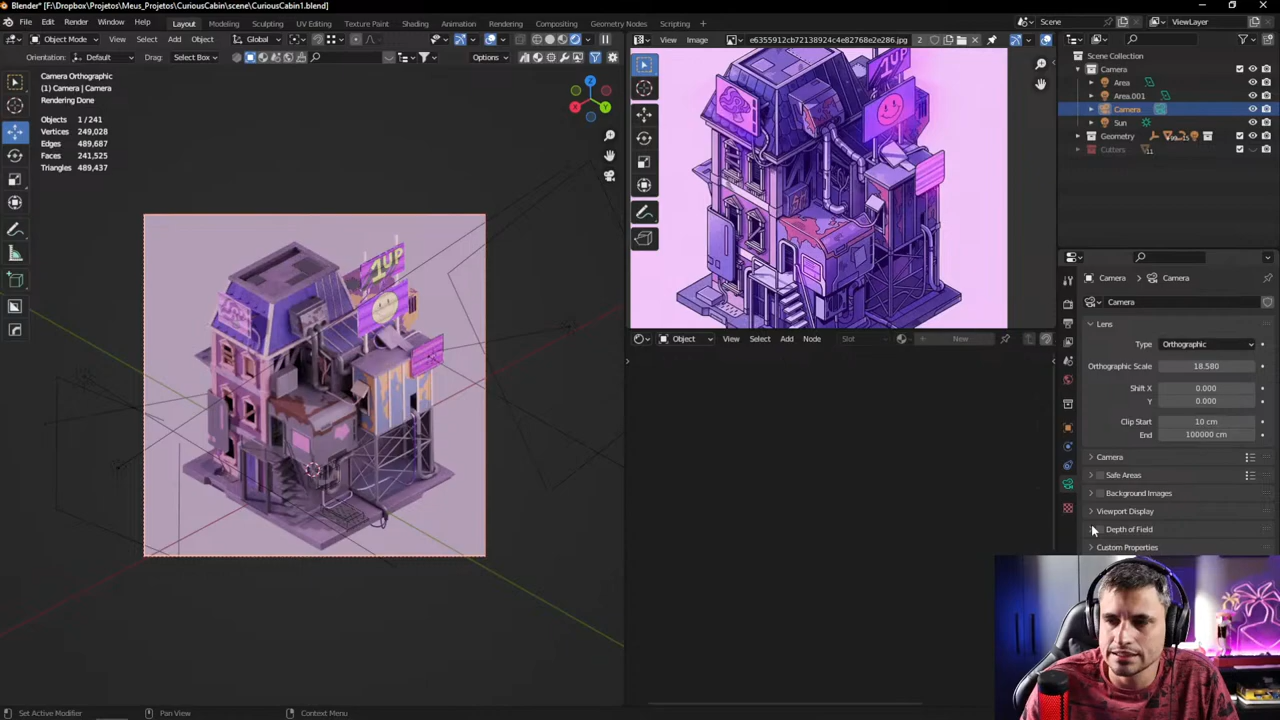 Blender* [F:\Dropbox\Projetos\Meus_Projetos\CuriousCabin\scene\CuriousCabin1.blend]
File Edit Render Window Help Layout Modeling Sculpting UV Editing Texture Paint Shading Animation Rendering Compositing Geometry Nodes Scripting + Scene ViewLayer
Object Mode View Select Add Object Global View Image e6355912cb72138924c4e82768e2e286.jpg
Orientation: Default Drag: Select Box Options
Camera Orthographic
(1) Camera | Camera
Rendering Done
Objects 1 / 241
Vertices 249,028
Edges 489,687
Faces 241,525
Triangles 489,437
X
Y
Z
1UP
1UP
2
Scene Collection
Camera
Area
Area.001
Camera
Sun
Geometry
Cutters
11
Object View Select Add Node Slot New
Camera Camera
Camera
Lens
Type Orthographic
Orthographic Scale 18.580
Shift X 0.000
Y 0.000
Clip Start 10 cm
End 100000 cm
Camera
Safe Areas
Background Images
Viewport Display
Depth of Field
Custom Properties
Set Active Modifier Pan View Context Menu